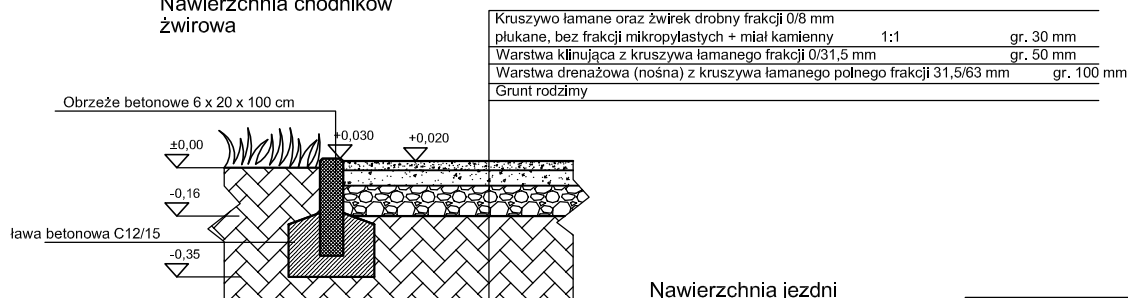 Nawierzchnia chodników
żwirowa
Kruszywo łamane oraz żwirek drobny frakcji 0/8 mm
płukane, bez frakcji mikropylastych + miał kamienny 1:1 gr. 30 mm
Warstwa klinująca z kruszywa łamanego frakcji 0/31,5 mm gr. 50 mm
Warstwa drenażowa (nośna) z kruszywa łamanego polnego frakcji 31,5/63 mm gr. 100 mm
Grunt rodzimy
Obrzeże betonowe 6 x 20 x 100 cm
±0,00
+0,030
+0,020
-0,16
ława betonowa C12/15
-0,35
Nawierzchnia jezdni